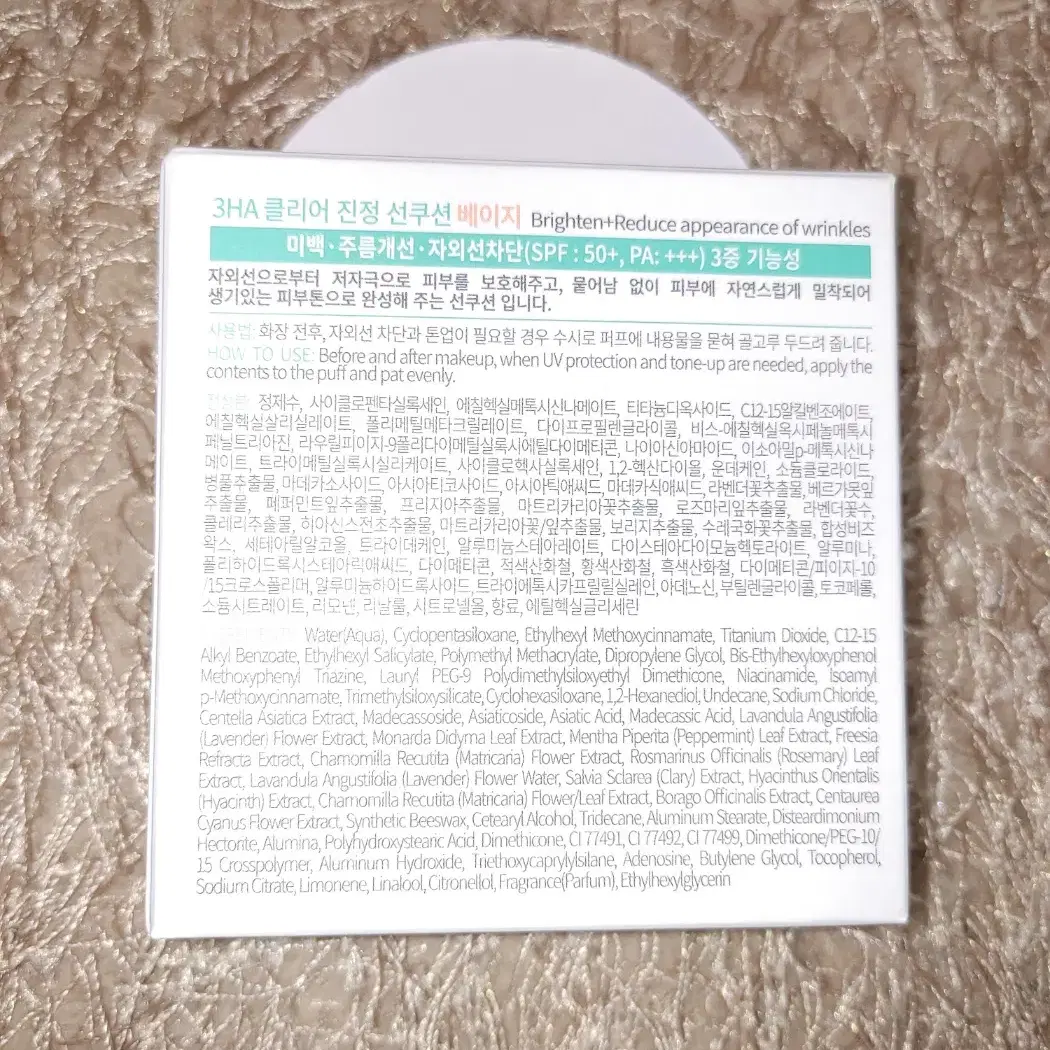 3HA 클리어 진정 선쿠션 베이지 Brighten+Reduce appearance of wrinkles
미백·주름개선·자외선차단(SPF : 50+, PA: +++) 3중 기능성
자외선으로부터 저자극으로 피부를 보호해주고, 뭍어남 없이 피부에 자연스럽게 밀착되어
생기있는 피부톤으로 완성해 주는 선쿠션 입니다.
사용법: 화장 전후, 자외선 차단과 톤업이 필요할 경우 수시로 퍼프에 내용물을 묻혀 골고루 두드려 줍니다.
HOW TO USE: Before and after makeup, when UV protection and tone-up are needed, apply the
contents to the puff and pat evenly.
정제수, 사이클로펜타실록세인, 에칠헥실메톡시신나메이트, 티타늄디옥사이드, C12-15알킬벤조에이트,
에칠헥실살리실레이트, 폴리메틸메타크릴레이트, 다이프로필렌글라이콜, 비스-에칠헥실옥시페놀메톡시
페닐트리아진, 라우릴피이지-9폴리다이메틸실록시에틸다이메티콘, 나이아신아마이드, 이소아밀p-메톡시신나
메이트, 트라이메틸실록시실리케이트, 사이클로헥사실록세인, 1,2-헥산다이올, 운데케인, 소듐클로라이드,
병풀추출물, 마데카소사이드, 아시아티코사이드, 아시아틱애씨드, 마데카식애씨드, 라벤더꽃추출물, 베르가못잎
추출물, 페퍼민트잎추출물, 프리지아추출물, 마트리카리아꽃추출물, 로즈마리잎추출물, 라벤더꽃수,
클레리추출물, 히아신스전초추출물, 마트리카리아꽃/잎추출물, 보리지추출물, 수레국화꽃추출물, 합성비즈
왁스, 세테아릴알코올, 트라이데케인, 알루미늄스테아레이트, 다이스테아다이모늄헥토라이트, 알루미나,
폴리하이드록시스테아릭애씨드, 다이메티콘, 적색산화철, 황색산화철, 흑색산화철, 다이메티콘/피이지-10
/15크로스폴리머, 알루미늄하이드록사이드, 트라이에톡시카프릴릴실레인, 아데노신, 부틸렌글라이콜, 토코페롤,
소듐시트레이트, 리모넨, 리날룰, 시트로넬올, 향료, 에틸헥실글리세린
Water(Aqua), Cyclopentasiloxane, Ethylhexyl Methoxycinnamate, Titanium Dioxide, C12-15
Alkyl Benzoate, Ethylhexyl Salicylate, Polymethyl Methacrylate, Dipropylene Glycol, Bis-Ethylhexyloxyphenol
Methoxyphenyl Triazine, Lauryl PEG-9 Polydimethylsiloxyethyl Dimethicone, Niacinamide, Isoamyl
p-Methoxycinnamate, Trimethylsiloxysilicate, Cyclohexasiloxane, 1,2-Hexanediol, Undecane, Sodium Chloride,
Centella Asiatica Extract, Madecassoside, Asiaticoside, Asiatic Acid, Madecassic Acid, Lavandula Angustifolia
(Lavender) Flower Extract, Monarda Didyma Leaf Extract, Mentha Piperita (Peppermint) Leaf Extract, Freesia
Refracta Extract, Chamomilla Recutita (Matricaria) Flower Extract, Rosmarinus Officinalis (Rosemary) Leaf
Extract, Lavandula Angustifolia (Lavender) Flower Water, Salvia Sclarea (Clary) Extract, Hyacinthus Orientalis
(Hyacinth) Extract, Chamomilla Recutita (Matricaria) Flower/Leaf Extract, Borago Officinalis Extract, Centaurea
Cyanus Flower Extract, Synthetic Beeswax, Cetearyl Alcohol, Tridecane, Aluminum Stearate, Disteardimonium
Hectorite, Alumina, Polyhydroxystearic Acid, Dimethicone, CI 77491, CI 77492, CI 77499, Dimethicone/PEG-10/
15 Crosspolymer, Aluminum Hydroxide, Triethoxycaprylylsilane, Adenosine, Butylene Glycol, Tocopherol,
Sodium Citrate, Limonene, Linalool, Citronellol, Fragrance(Parfum), Ethylhexylglycerin